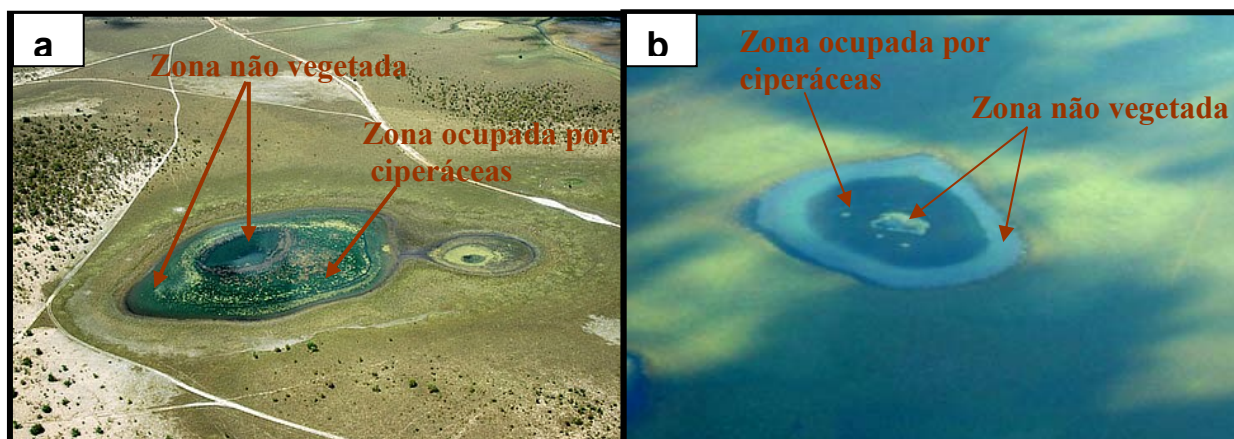 a
Zona não vegetada
Zona ocupada por
ciperáceas
b
Zona ocupada por
ciperáceas
Zona não vegetada